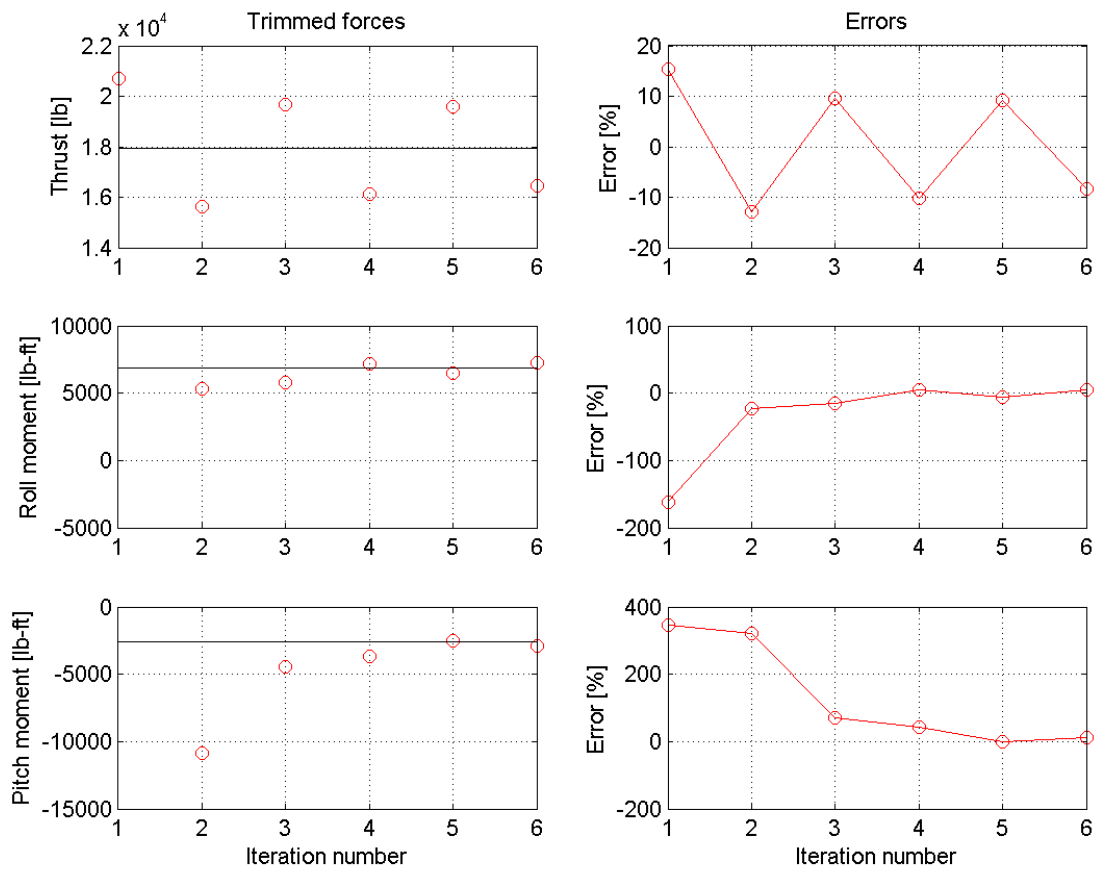 Trimmed forces
x 10^4
2.2
2
1.8
1.6
1.4
Thrust [lb]
1 2 3 4 5 6
Errors
20
10
0
-10
-20
Error [%]
1 2 3 4 5 6
10000
5000
0
-5000
Roll moment [lb-ft]
1 2 3 4 5 6
100
0
-100
-200
Error [%]
1 2 3 4 5 6
0
-5000
-10000
-15000
Pitch moment [lb-ft]
1 2 3 4 5 6
Iteration number
400
200
0
-200
Error [%]
1 2 3 4 5 6
Iteration number